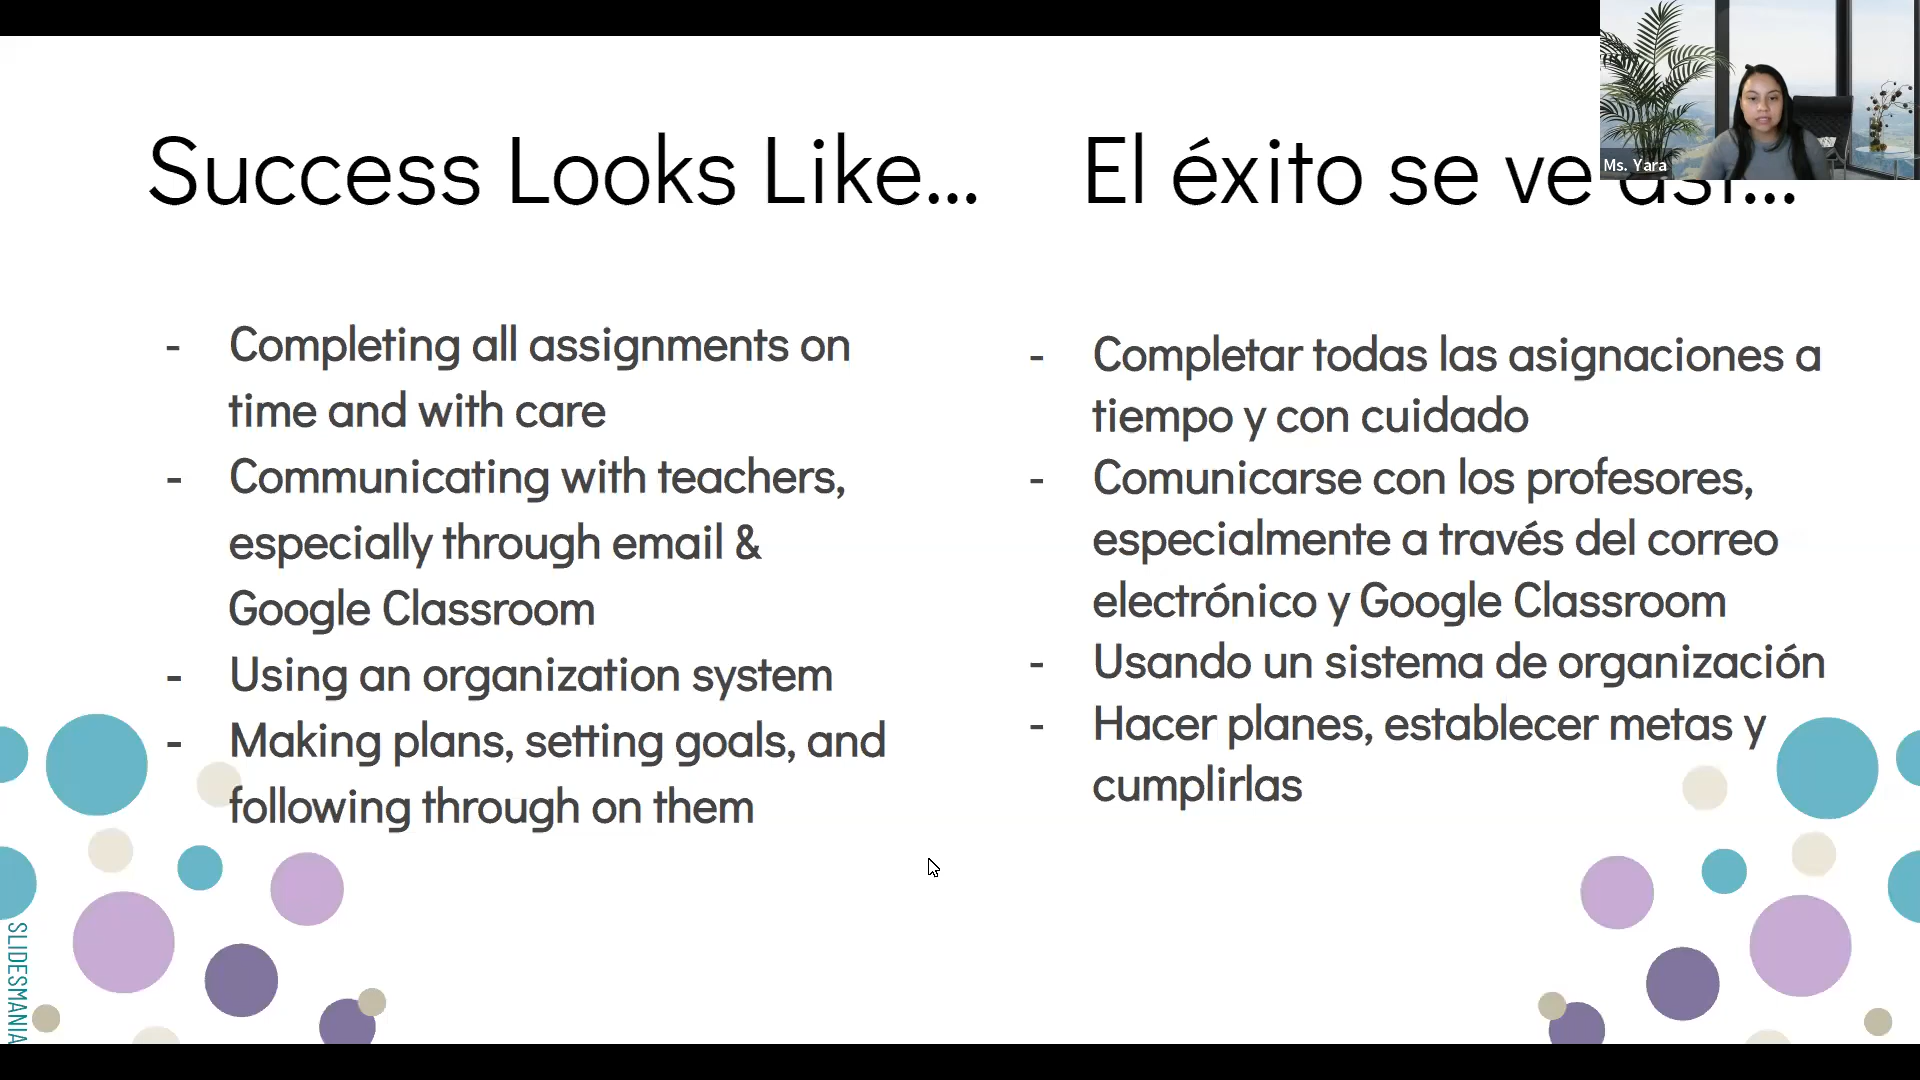 Success Looks Like...
- Completing all assignments on
time and with care
- Communicating with teachers,
especially through email &
Google Classroom
- Using an organization system
- Making plans, setting goals, and
following through on them
El éxito se ve así...
- Completar todas las asignaciones a
tiempo y con cuidado
- Comunicarse con los profesores,
especialmente a través del correo
electrónico y Google Classroom
- Usando un sistema de organización
- Hacer planes, establecer metas y
cumplirlas
Ms. Yara
SLIDESMANIA